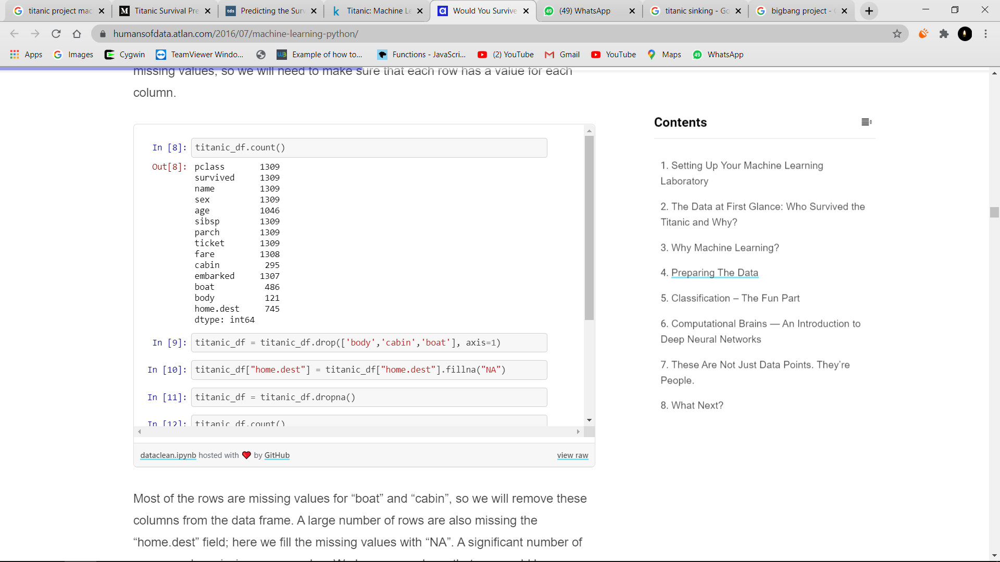 titanic project mac
Titanic Survival Pre
tds Predicting the Surv
Titanic: Machine Le
Would You Survive
49 (49) WhatsApp
titanic sinking - Go
bigbang project -
humansofdata.atlan.com/2016/07/machine-learning-python/
Apps Images Cygwin TeamViewer Windo... Example of how to... Functions - JavaScri... (2) YouTube Gmail YouTube Maps 49 WhatsApp
missing values, so we will need to make sure that each row has a value for each
column.
In [8]: titanic_df.count()
Out[8]: pclass 1309
survived 1309
name 1309
sex 1309
age 1046
sibsp 1309
parch 1309
ticket 1309
fare 1308
cabin 295
embarked 1307
boat 486
body 121
home.dest 745
dtype: int64
In [9]: titanic_df = titanic_df.drop(['body','cabin','boat'], axis=1)
In [10]: titanic_df["home.dest"] = titanic_df["home.dest"].fillna("NA")
In [11]: titanic_df = titanic_df.dropna()
In [12]: titanic_df.count()
dataclean.ipynb hosted with ❤ by GitHub
view raw
Most of the rows are missing values for “boat” and “cabin”, so we will remove these
columns from the data frame. A large number of rows are also missing the
“home.dest” field; here we fill the missing values with “NA”. A significant number of
Contents
1. Setting Up Your Machine Learning
Laboratory
2. The Data at First Glance: Who Survived the
Titanic and Why?
3. Why Machine Learning?
4. Preparing The Data
5. Classification – The Fun Part
6. Computational Brains — An Introduction to
Deep Neural Networks
7. These Are Not Just Data Points. They’re
People.
8. What Next?